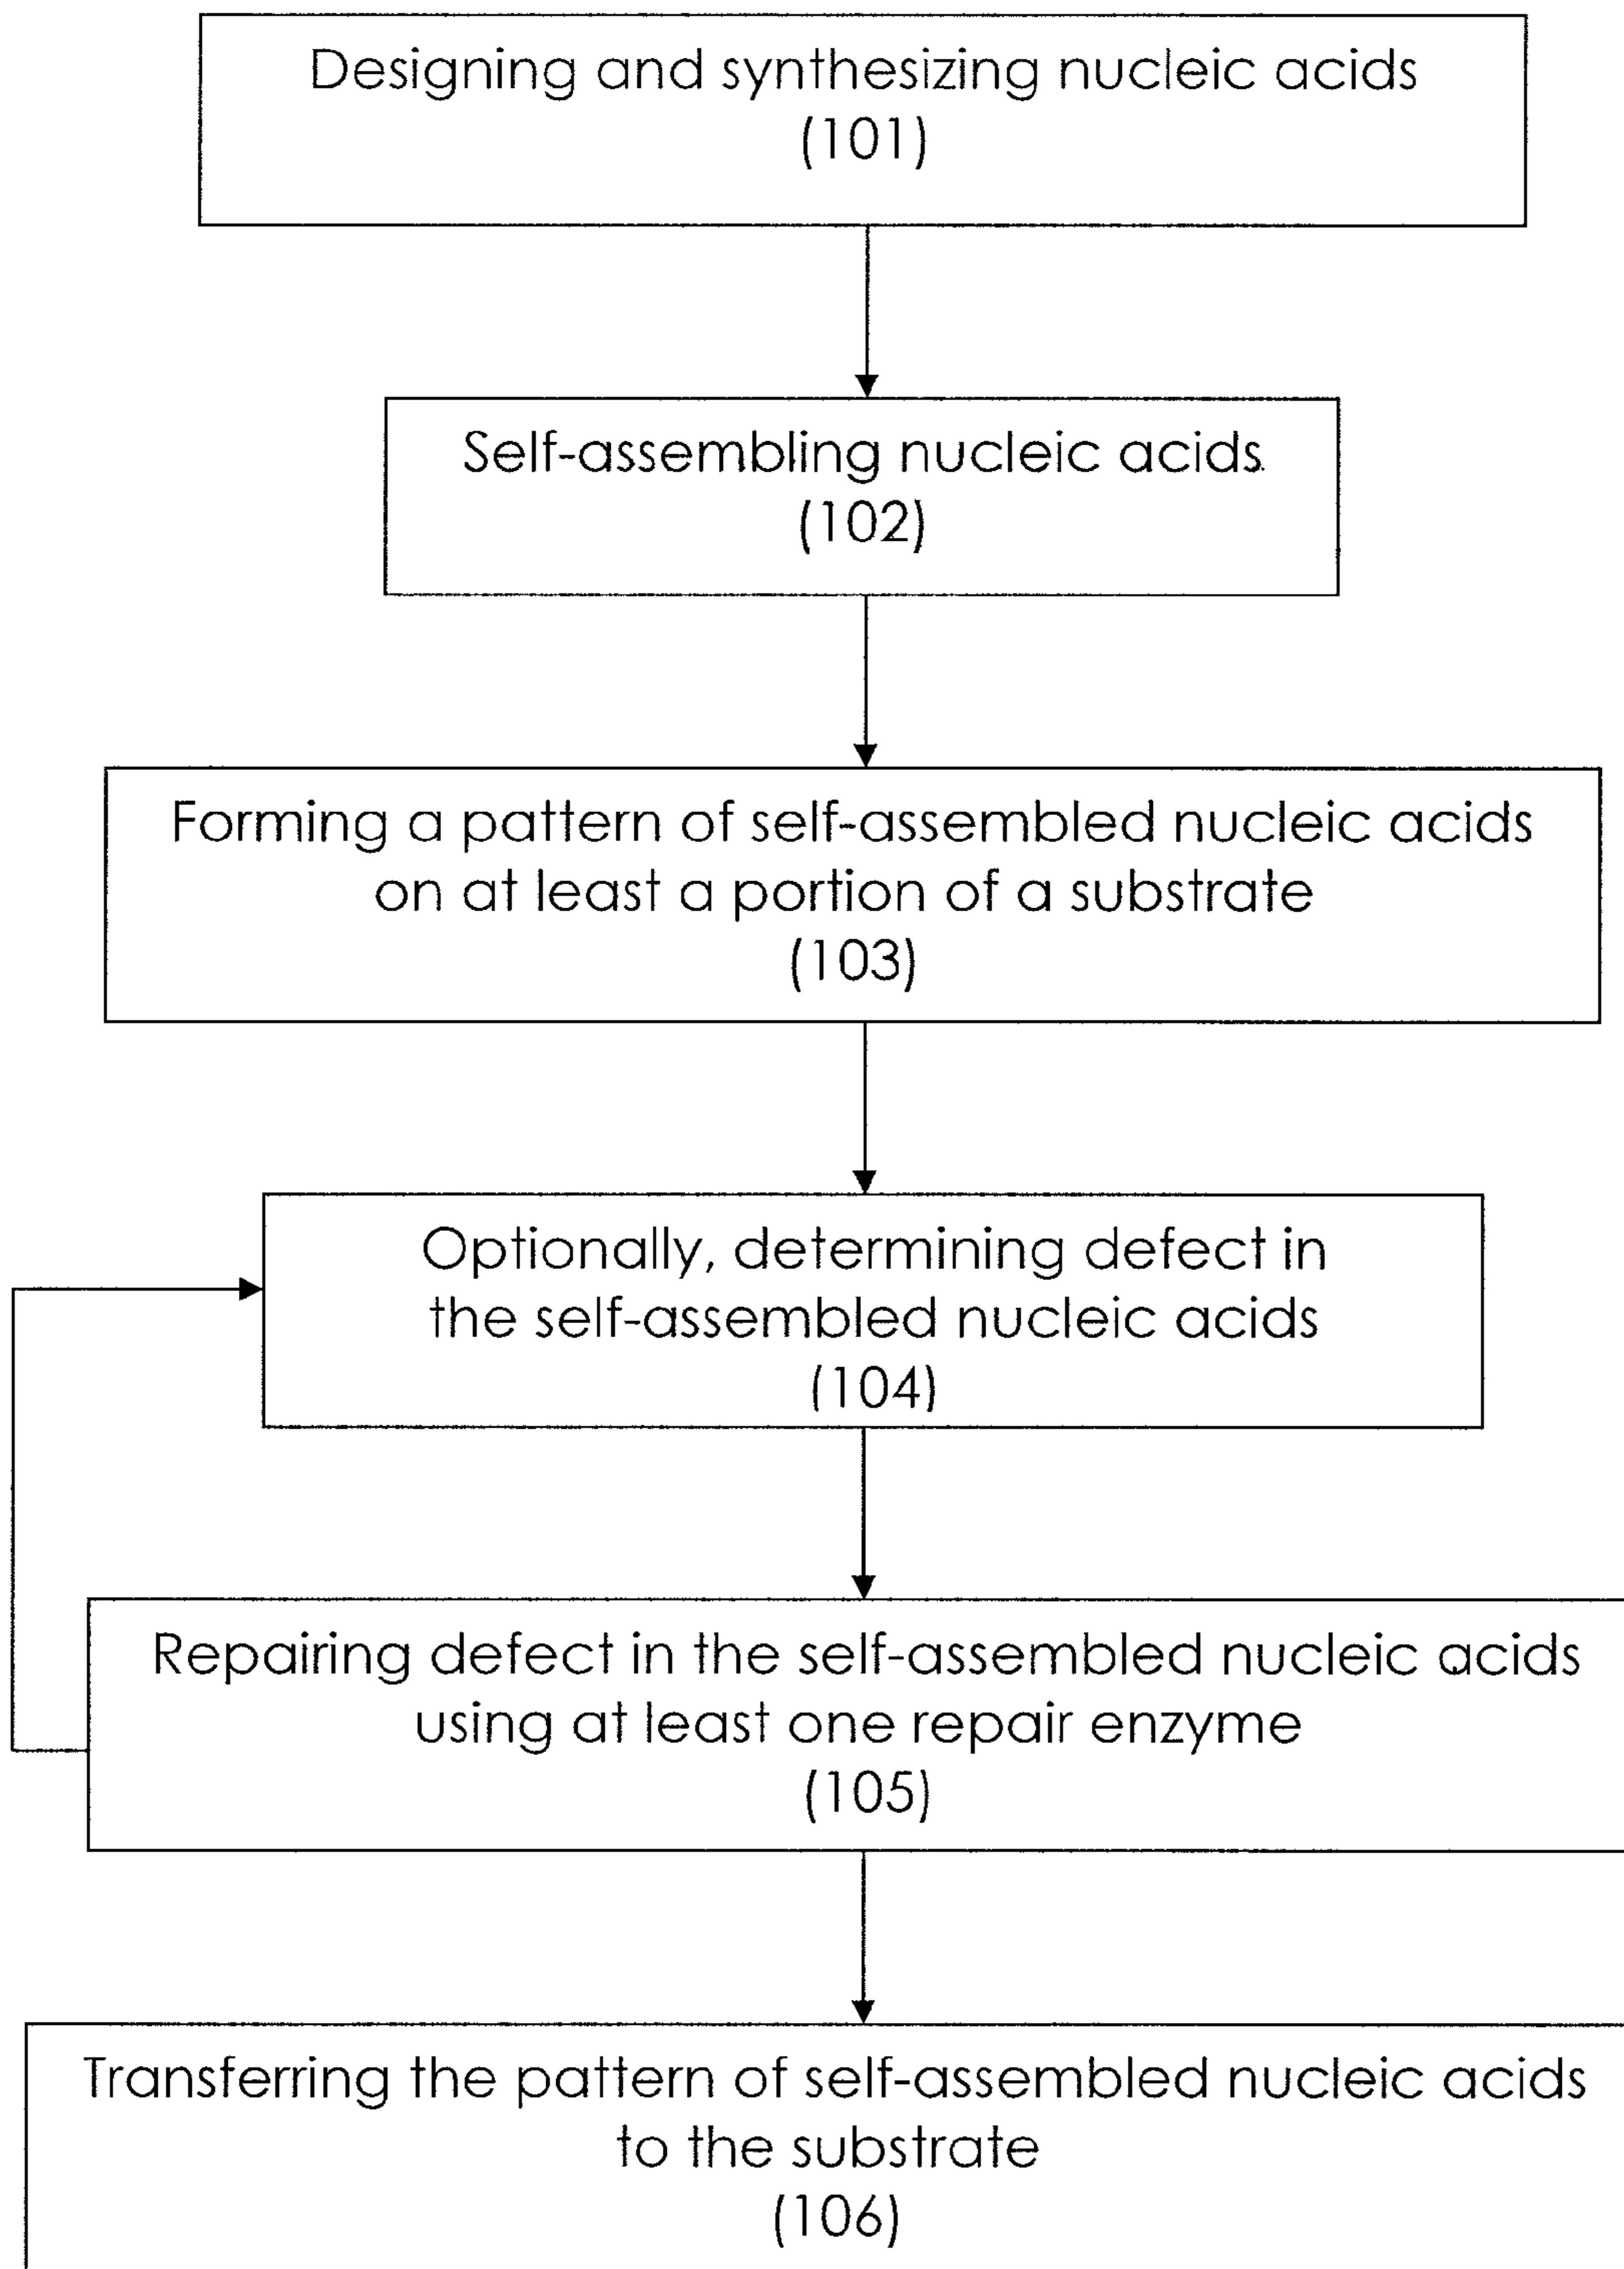 Designing and synthesizing nucleic acids
(101)
Self-assembling nucleic acids
(102)
Forming a pattern of self-assembled nucleic acids
on at least a portion of a substrate
(103)
Optionally, determining defect in
the self-assembled nucleic acids
(104)
Repairing defect in the self-assembled nucleic acids
using at least one repair enzyme
(105)
Transferring the pattern of self-assembled nucleic acids
to the substrate
(106)